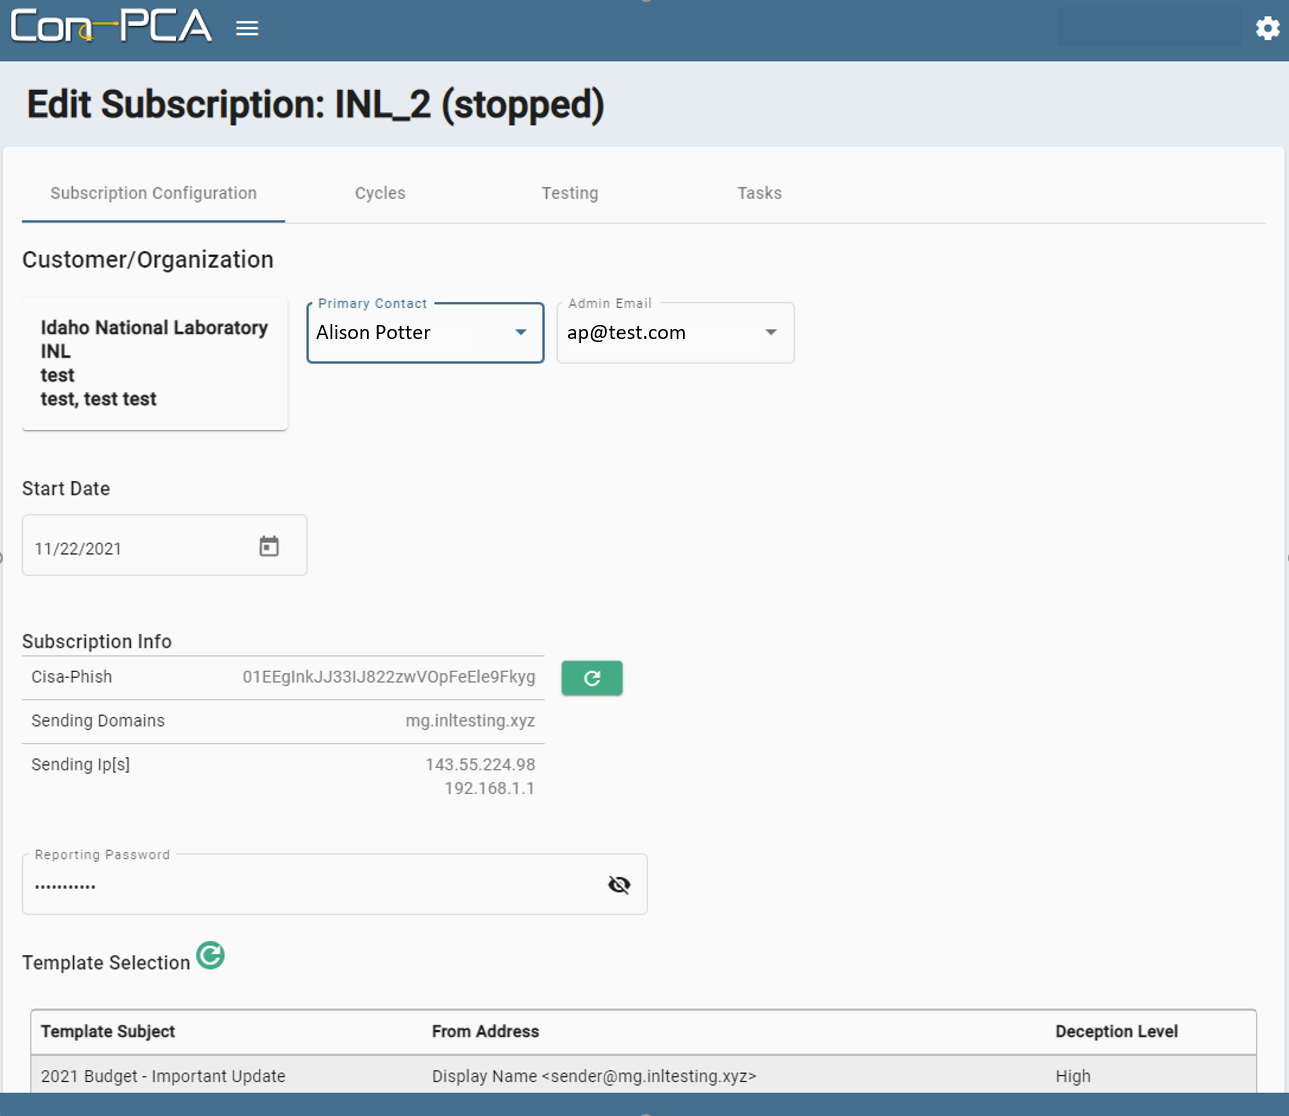 Con-PCA
Edit Subscription: INL_2 (stopped)
Subscription Configuration Cycles Testing Tasks
Customer/Organization
Idaho National Laboratory
INL
test
test, test test
Primary Contact
Alison Potter
Admin Email
ap@test.com
Start Date
11/22/2021
Subscription Info
Cisa-Phish 01EEgInkJJ33IJ822zwVOpFeEle9Fkyg
Sending Domains mg.inltesting.xyz
Sending Ip[s] 143.55.224.98
192.168.1.1
Reporting Password
•••••••••••
Template Selection
Template Subject From Address Deception Level
2021 Budget - Important Update Display Name <sender@mg.inltesting.xyz> High